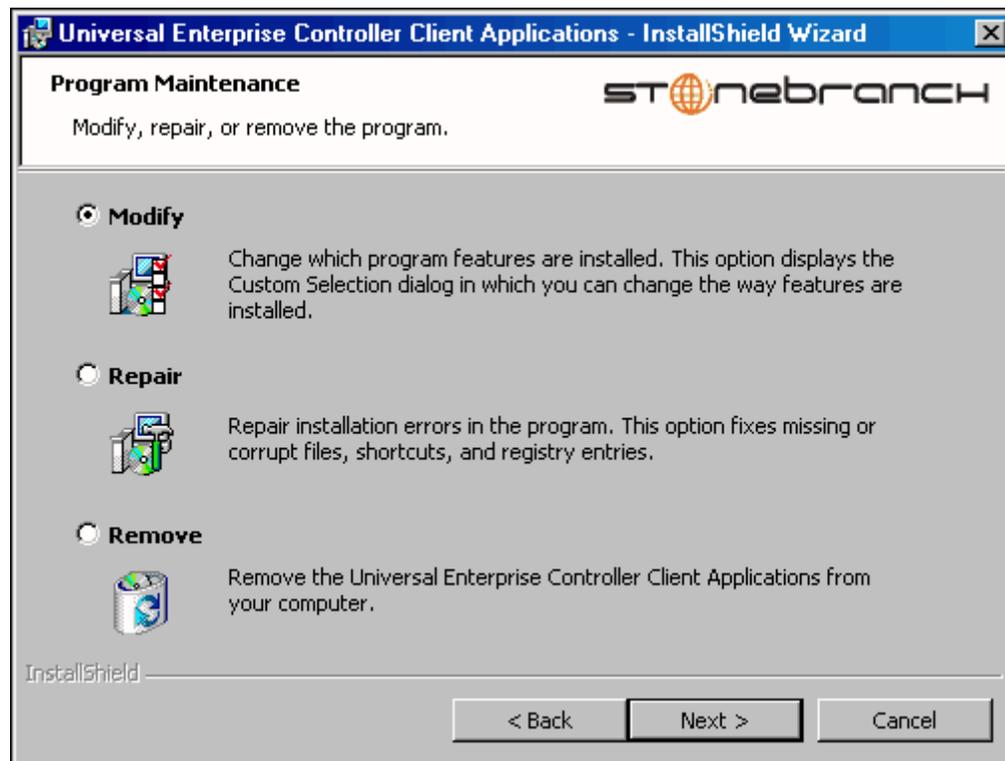 Universal Enterprise Controller Client Applications - InstallShield Wizard
Program Maintenance
Modify, repair, or remove the program.
stonebranch
Modify
Change which program features are installed. This option displays the
Custom Selection dialog in which you can change the way features are
installed.
Repair
Repair installation errors in the program. This option fixes missing or
corrupt files, shortcuts, and registry entries.
Remove
Remove the Universal Enterprise Controller Client Applications from
your computer.
InstallShield
< Back
Next >
Cancel